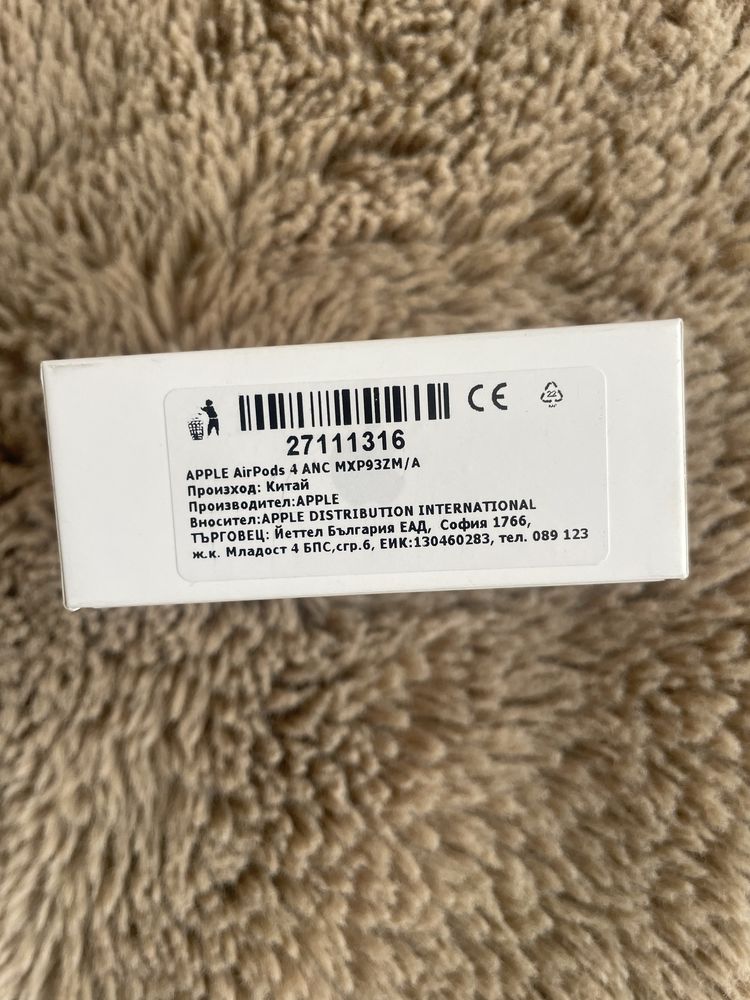 22
27111316
APPLE AirPods 4 ANC MXP93ZM/A
Произход: Китай
Производител:APPLE
Вносител:APPLE DISTRIBUTION INTERNATIONAL
ТЪРГОВЕЦ: Йеттел България ЕАД, София 1766,
ж.к. Младост 4 БПС,сгр.6, ЕИК:130460283, тел. 089 123